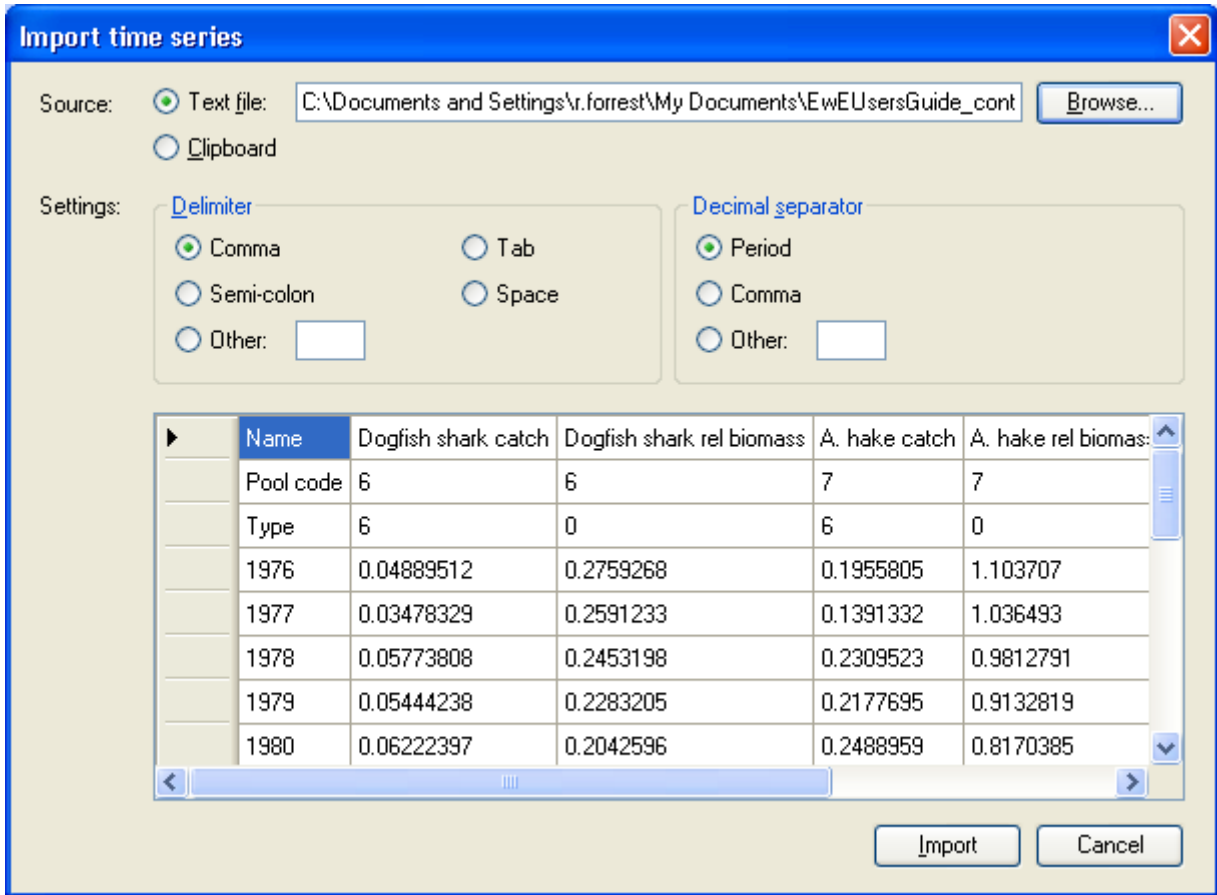 Import time series
Source: Text file: C:\Documents and Settings\r.forrest\My Documents\EwEUsersGuide_cont Browse...
Clipboard
Settings: Delimiter Decimal separator
Comma Tab Period
Semi-colon Space Comma
Other: Other:
Name Dogfish shark catch Dogfish shark rel biomass A. hake catch A. hake rel biomas
Pool code 6 6 7 7
Type 6 0 6 0
1976 0.04889512 0.2759268 0.1955805 1.103707
1977 0.03478329 0.2591233 0.1391332 1.036493
1978 0.05773808 0.2453198 0.2309523 0.9812791
1979 0.05444238 0.2283205 0.2177695 0.9132819
1980 0.06222397 0.2042596 0.2488959 0.8170385
Import Cancel